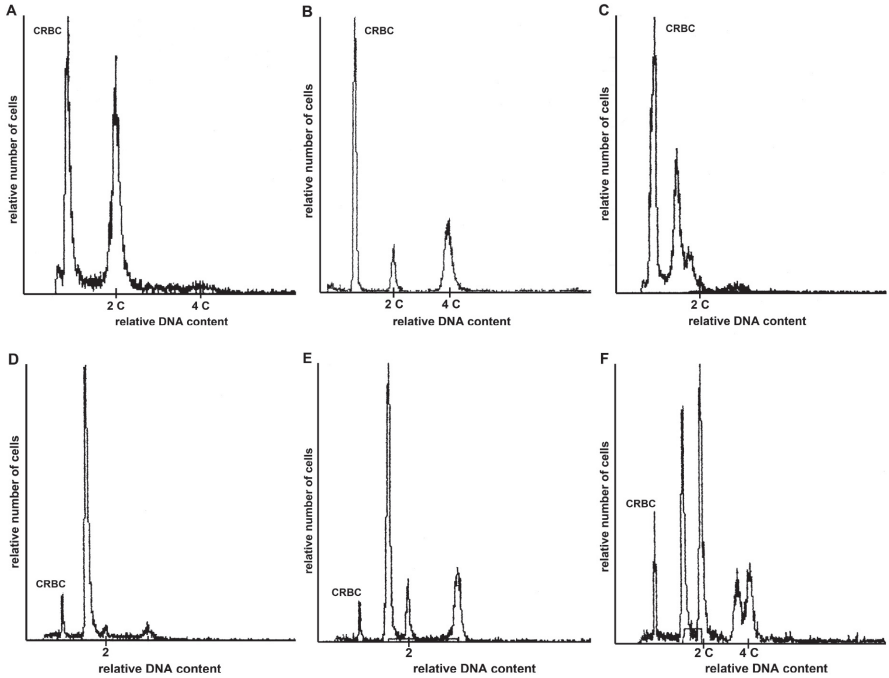 A
CRBC
relative number of cells
2 C 4 C
relative DNA content
B
CRBC
relative number of cells
2 C 4 C
relative DNA content
C
CRBC
relative number of cells
2 C
relative DNA content
D
CRBC
relative number of cells
2
relative DNA content
E
CRBC
relative number of cells
2
relative DNA content
F
CRBC
relative number of cells
2 C 4 C
relative DNA content